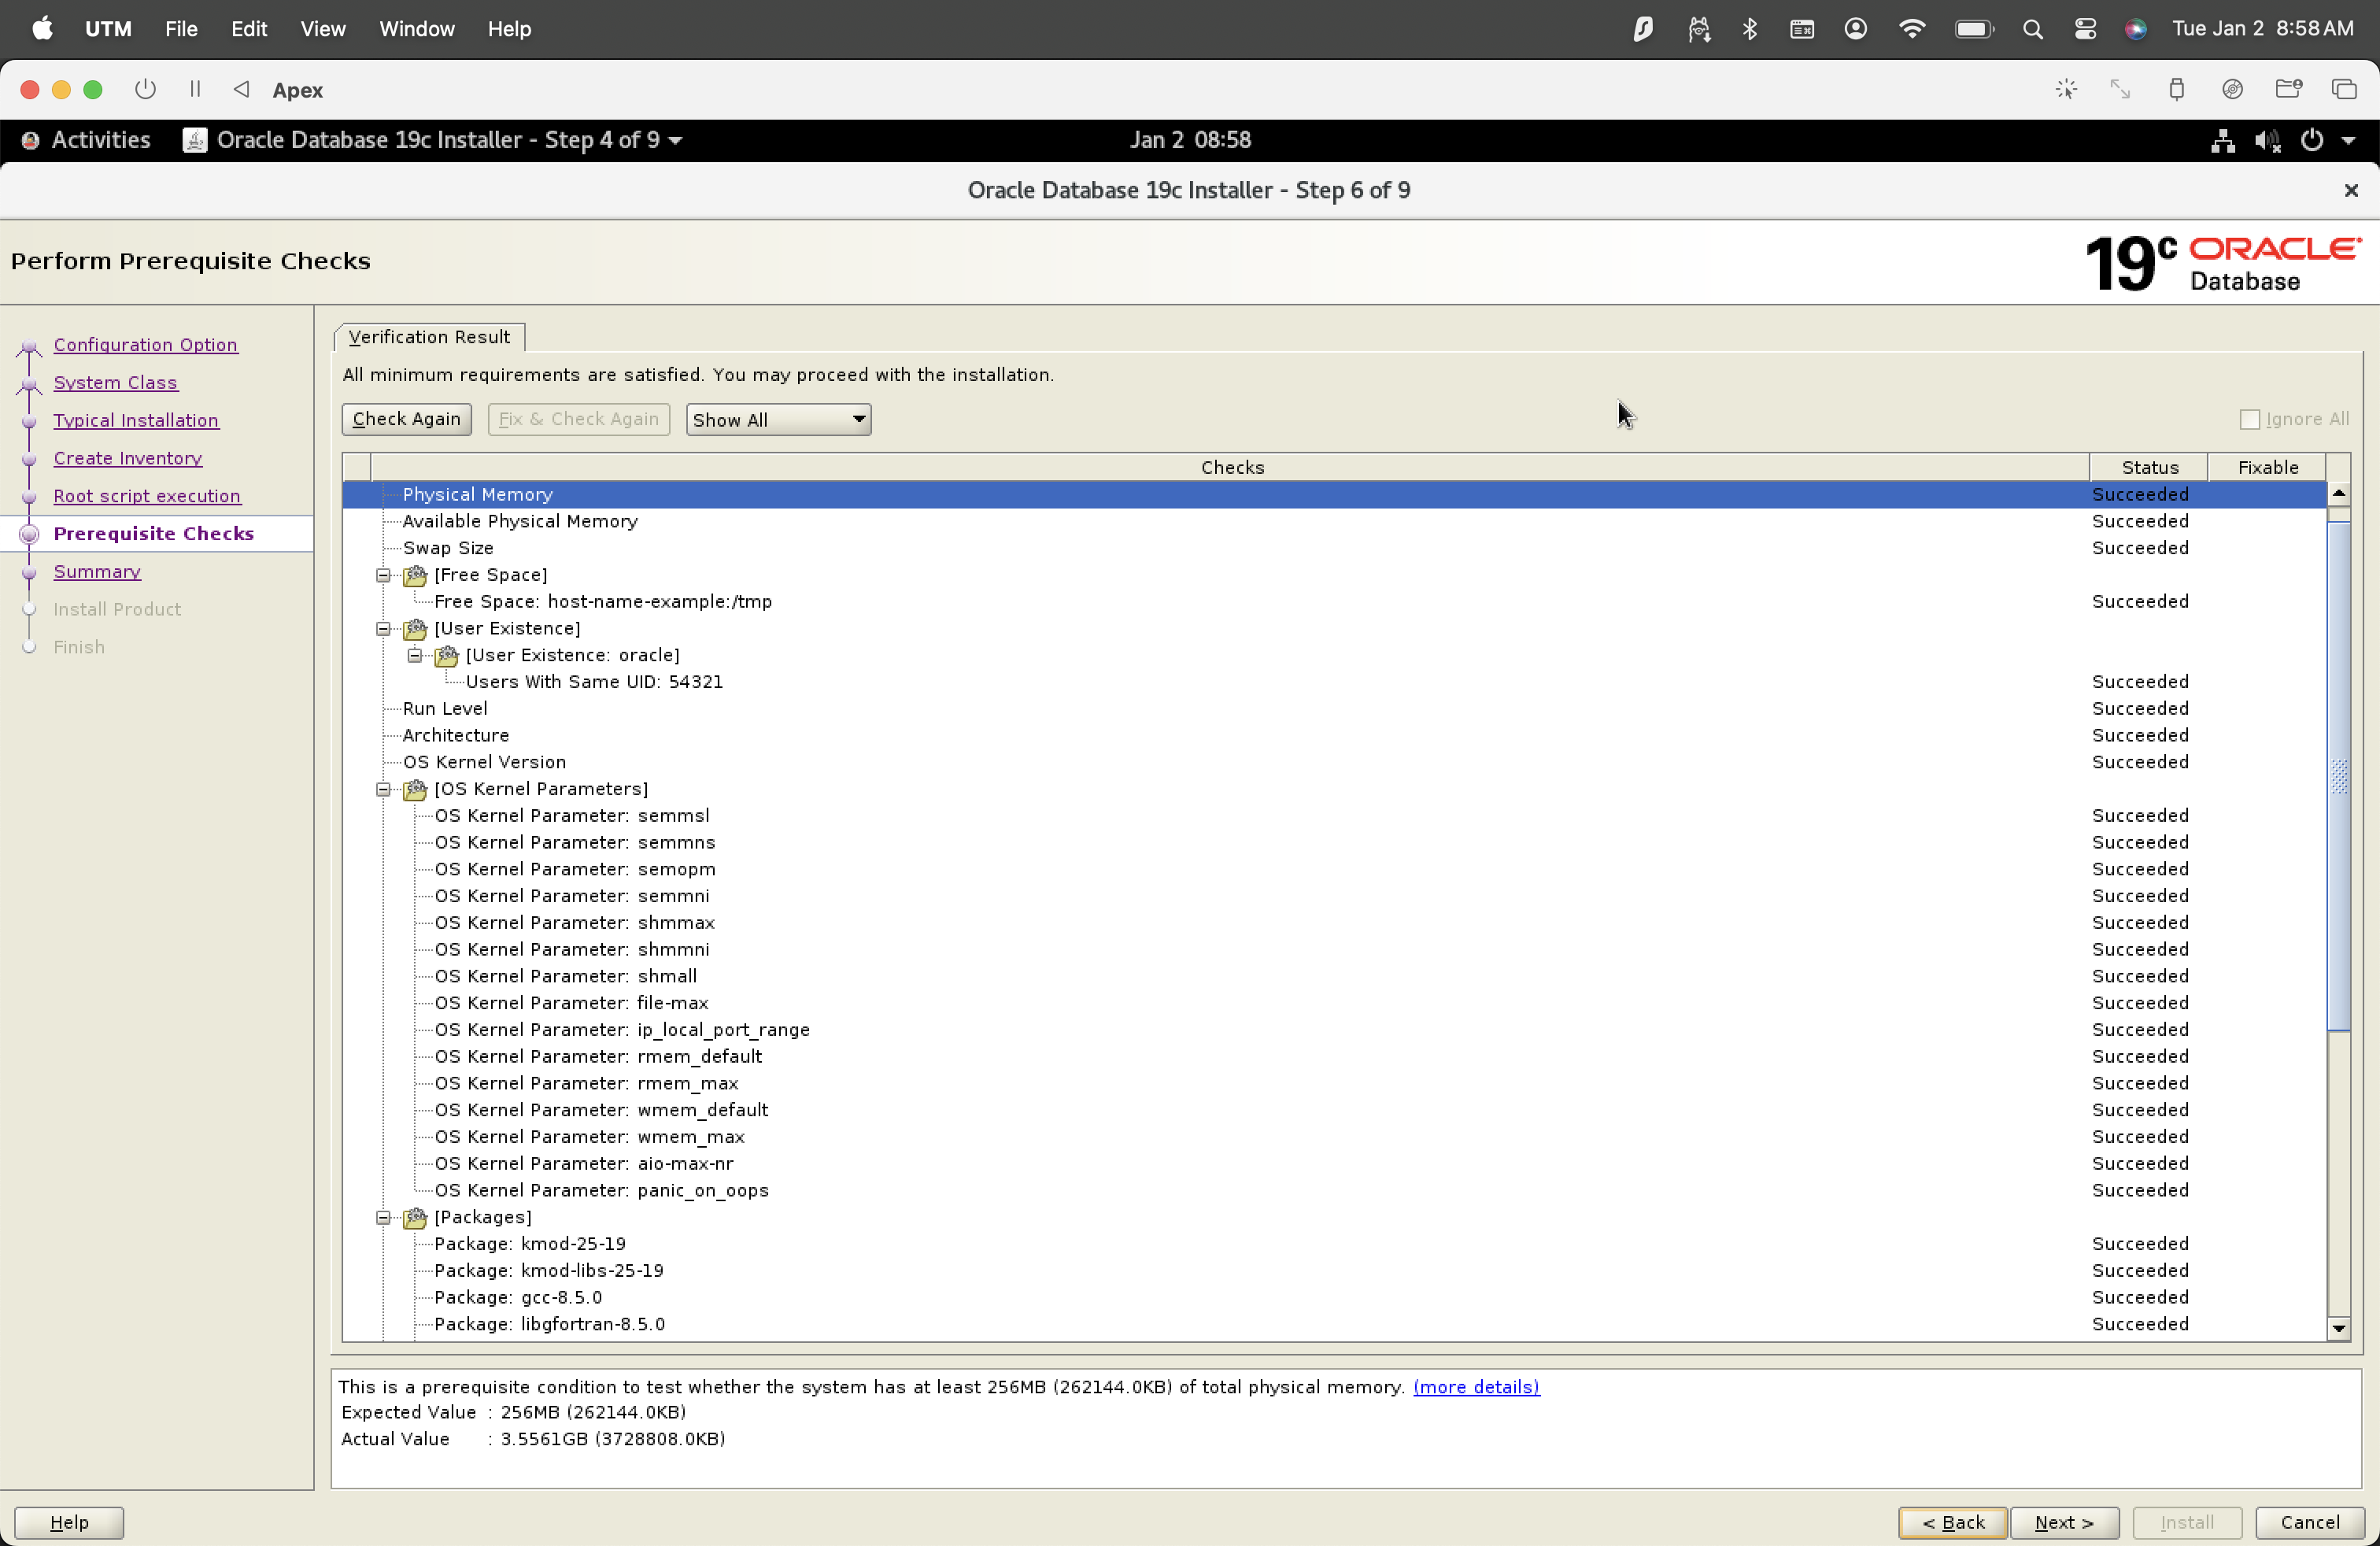 UTM File Edit View Window Help Tue Jan 2 8:58 AM
Apex
Activities Oracle Database 19c Installer - Step 4 of 9 Jan 2 08:58
Oracle Database 19c Installer - Step 6 of 9
Perform Prerequisite Checks
19c ORACLE
Database
Configuration Option
System Class
Typical Installation
Create Inventory
Root script execution
Prerequisite Checks
Summary
Install Product
Finish
Verification Result
All minimum requirements are satisfied. You may proceed with the installation.
Check Again Fix & Check Again Show All Ignore All
Checks Status Fixable
Physical Memory Succeeded
Available Physical Memory Succeeded
Swap Size Succeeded
[Free Space]
Free Space: host-name-example:/tmp Succeeded
[User Existence]
[User Existence: oracle]
Users With Same UID: 54321 Succeeded
Run Level Succeeded
Architecture Succeeded
OS Kernel Version Succeeded
[OS Kernel Parameters]
OS Kernel Parameter: semmsl Succeeded
OS Kernel Parameter: semmns Succeeded
OS Kernel Parameter: semopm Succeeded
OS Kernel Parameter: semmni Succeeded
OS Kernel Parameter: shmmax Succeeded
OS Kernel Parameter: shmmni Succeeded
OS Kernel Parameter: shmall Succeeded
OS Kernel Parameter: file-max Succeeded
OS Kernel Parameter: ip_local_port_range Succeeded
OS Kernel Parameter: rmem_default Succeeded
OS Kernel Parameter: rmem_max Succeeded
OS Kernel Parameter: wmem_default Succeeded
OS Kernel Parameter: wmem_max Succeeded
OS Kernel Parameter: aio-max-nr Succeeded
OS Kernel Parameter: panic_on_oops Succeeded
[Packages]
Package: kmod-25-19 Succeeded
Package: kmod-libs-25-19 Succeeded
Package: gcc-8.5.0 Succeeded
Package: libgfortran-8.5.0 Succeeded
This is a prerequisite condition to test whether the system has at least 256MB (262144.0KB) of total physical memory. (more details)
Expected Value : 256MB (262144.0KB)
Actual Value : 3.5561GB (3728808.0KB)
Help < Back Next > Install Cancel